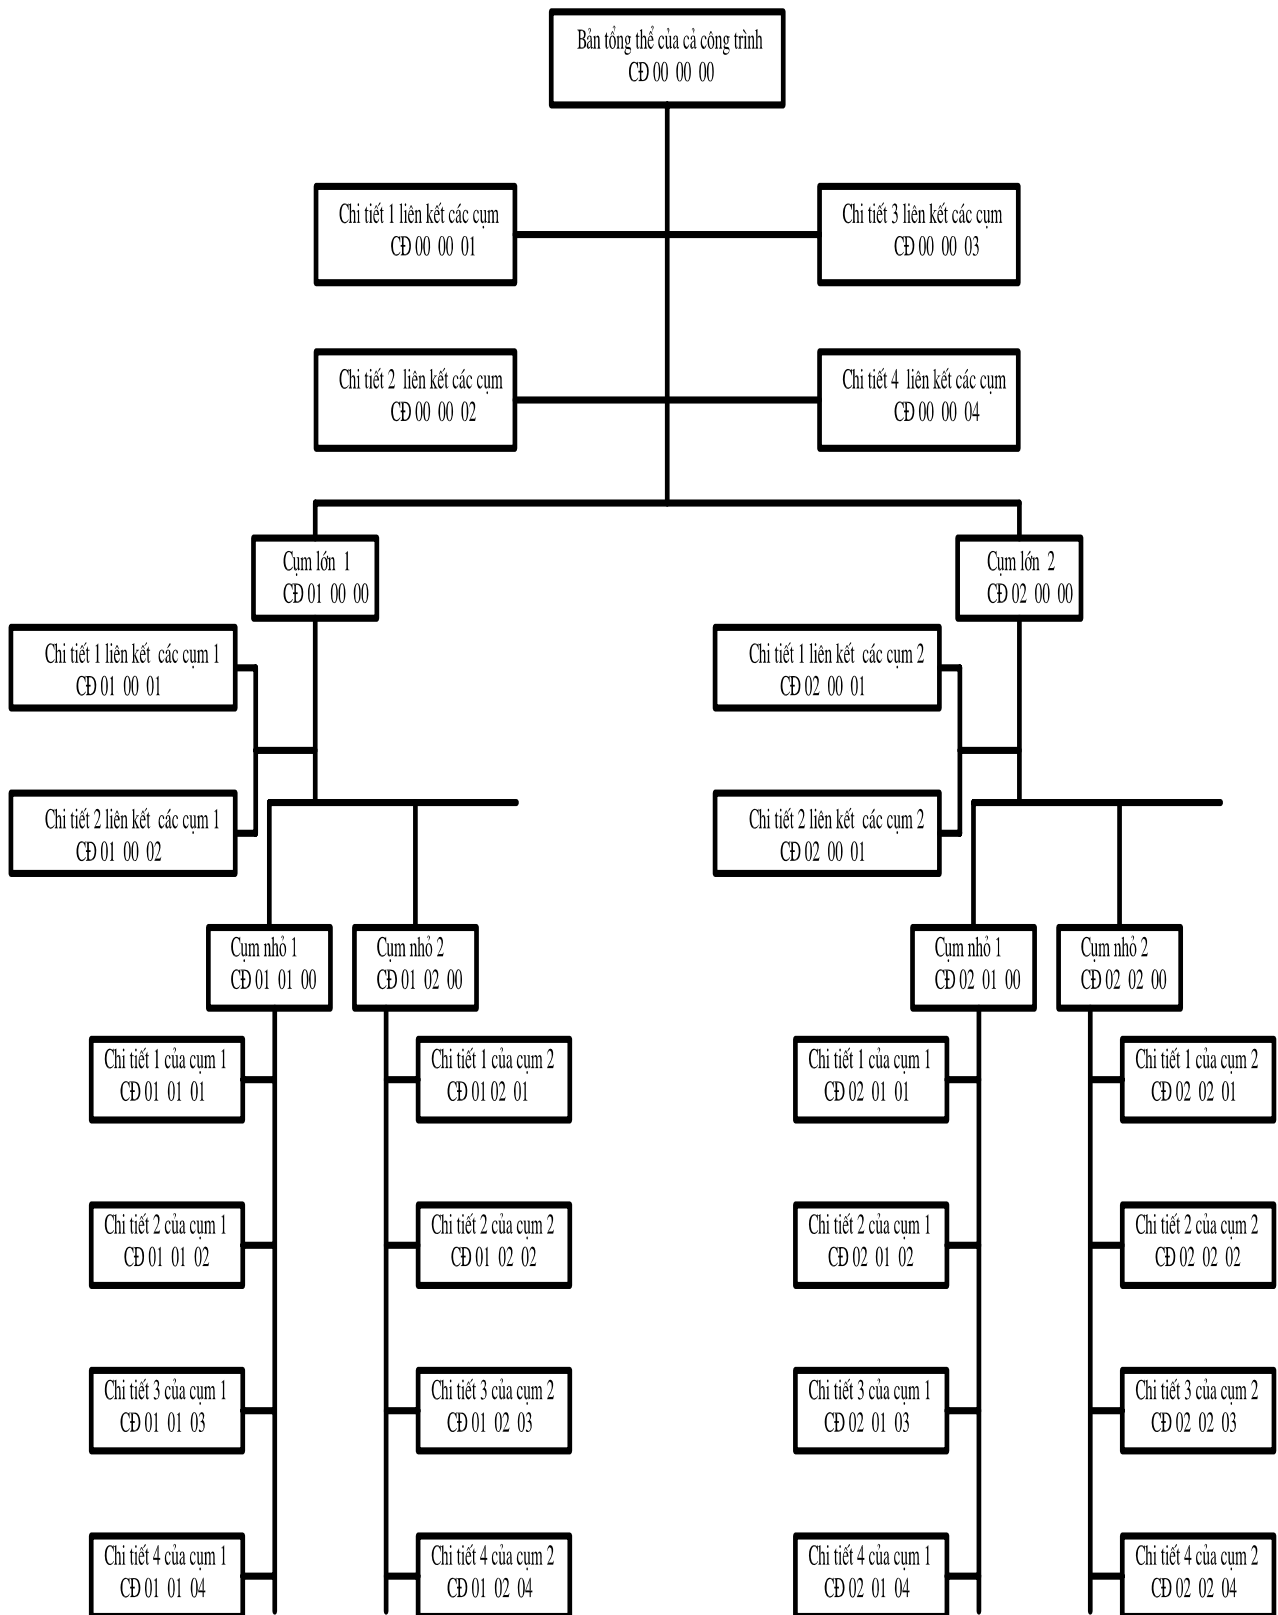 Bản tổng thể của cả công trình
CĐ 00 00 00
Chi tiết 1 liên kết các cụm
CĐ 00 00 01
Chi tiết 3 liên kết các cụm
CĐ 00 00 03
Chi tiết 2 liên kết các cụm
CĐ 00 00 02
Chi tiết 4 liên kết các cụm
CĐ 00 00 04
Cụm lớn 1
CĐ 01 00 00
Cụm lớn 2
CĐ 02 00 00
Chi tiết 1 liên kết các cụm 1
CĐ 01 00 01
Chi tiết 1 liên kết các cụm 2
CĐ 02 00 01
Chi tiết 2 liên kết các cụm 1
CĐ 01 00 02
Chi tiết 2 liên kết các cụm 2
CĐ 02 00 01
Cụm nhỏ 1
CĐ 01 01 00
Cụm nhỏ 2
CĐ 01 02 00
Cụm nhỏ 1
CĐ 02 01 00
Cụm nhỏ 2
CĐ 02 02 00
Chi tiết 1 của cụm 1
CĐ 01 01 01
Chi tiết 1 của cụm 2
CĐ 01 02 01
Chi tiết 1 của cụm 1
CĐ 02 01 01
Chi tiết 1 của cụm 2
CĐ 02 02 01
Chi tiết 2 của cụm 1
CĐ 01 01 02
Chi tiết 2 của cụm 2
CĐ 01 02 02
Chi tiết 2 của cụm 1
CĐ 02 01 02
Chi tiết 2 của cụm 2
CĐ 02 02 02
Chi tiết 3 của cụm 1
CĐ 01 01 03
Chi tiết 3 của cụm 2
CĐ 01 02 03
Chi tiết 3 của cụm 1
CĐ 02 01 03
Chi tiết 3 của cụm 2
CĐ 02 02 03
Chi tiết 4 của cụm 1
CĐ 01 01 04
Chi tiết 4 của cụm 2
CĐ 01 02 04
Chi tiết 4 của cụm 1
CĐ 02 01 04
Chi tiết 4 của cụm 2
CĐ 02 02 04